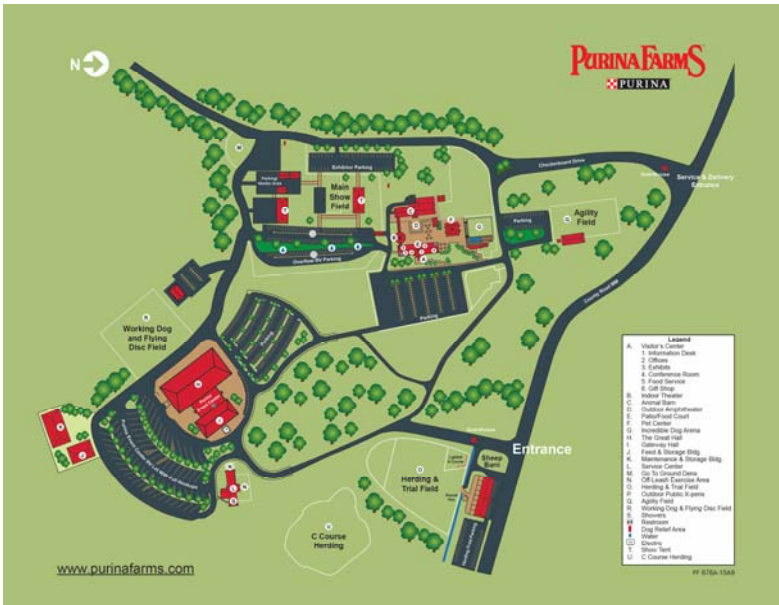 N
PURINA FARMS
PURINA
N
Exhibitor Parking
Checkerboard Drive
Service & Delivery
Entrance
Main
Show
Field
T
T
C
D
F
G
Parking
Q
Agility
Field
Overflow RV Parking
A
County Road MM
R
Parking
Working Dog
and Flying
Disc Field
Parking
H
Entrance
Sheep
Barn
O
Herding &
Trial Field
J
N
L
N
C Course
Herding
Legend
A. Visitor's Center
1. Information Desk
2. Offices
3. Exhibits
4. Conference Room
5. Food Service
6. Gift Shop
B. Indoor Theater
C. Animal Barn
D. Outdoor Amphitheater
E. Patio/Food Court
F. Pet Center
G. Incredible Dog Arena
H. The Great Hall
I. Gateway Hall
J. Feed & Storage Bldg.
K. Maintenance & Storage Bldg.
L. Service Center
M. Go To Ground Dens
N. Off-Leash Exercise Area
O. Herding & Trial Field
P. Outdoor Public X-pens
Q. Agility Field
R. Working Dog & Flying Disc Field
S. Showers
Restroom
Dog Relief Area
Water
Electric
T. Show Tent
U. C Course Herding
www.purinafarms.com